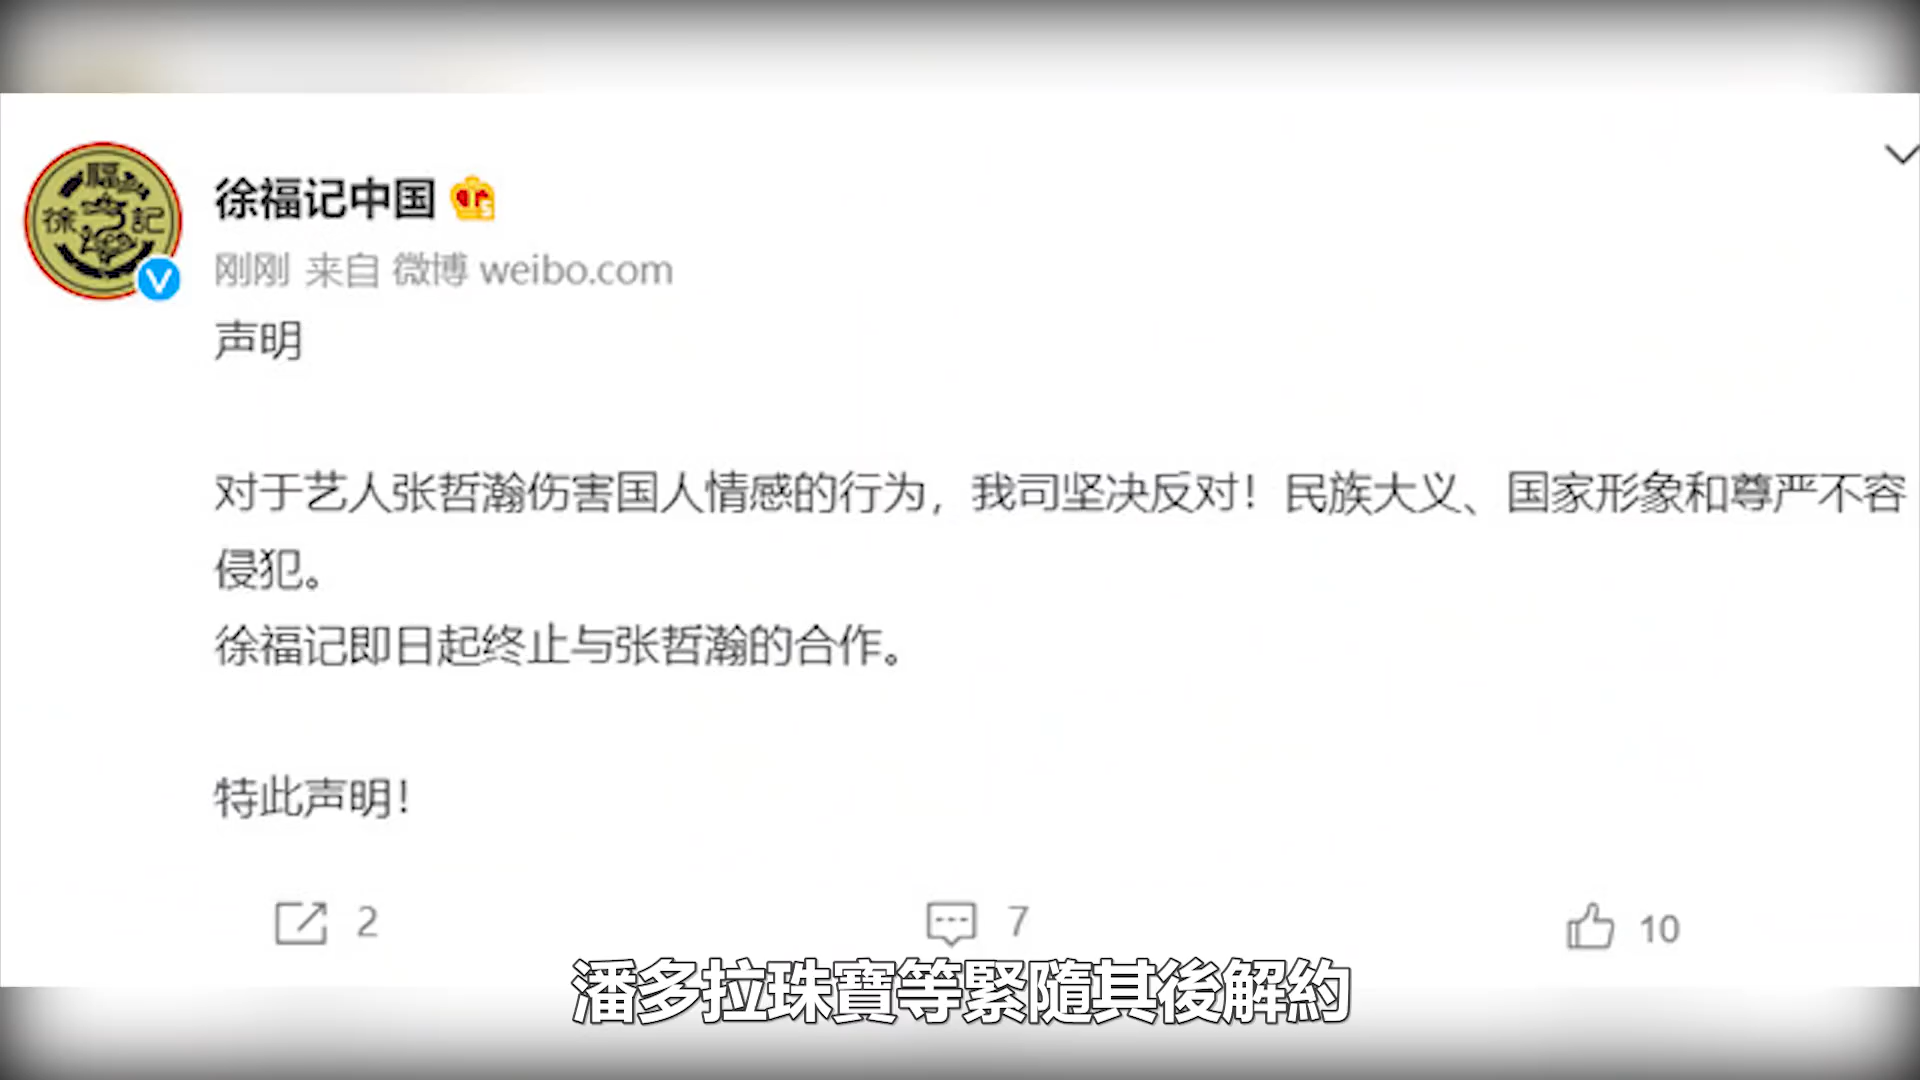 福
徐 記
徐福记中国
刚刚 来自 微博 weibo.com
声明
对于艺人张哲瀚伤害国人情感的行为，我司坚决反对！民族大义、国家形象和尊严不容
侵犯。
徐福记即日起终止与张哲瀚的合作。
特此声明！
2 7 10
潘多拉珠寶等緊隨其後解約